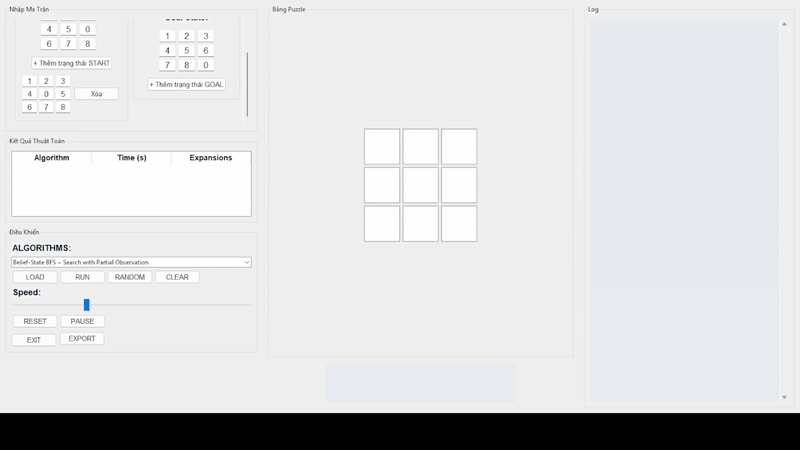 Nhập Ma Trận
4 5 0
6 7 8
+ Thêm trạng thái START
1 2 3
4 0 5
6 7 8
Xóa
1 2 3
4 5 6
7 8 0
+ Thêm trạng thái GOAL
Kết Quả Thuật Toán
Algorithm Time (s) Expansions
Điều Khiển
ALGORITHMS:
Belief-State BFS – Search with Partial Observation
LOAD RUN RANDOM CLEAR
Speed:
RESET PAUSE
EXIT EXPORT
Bảng Puzzle
Log